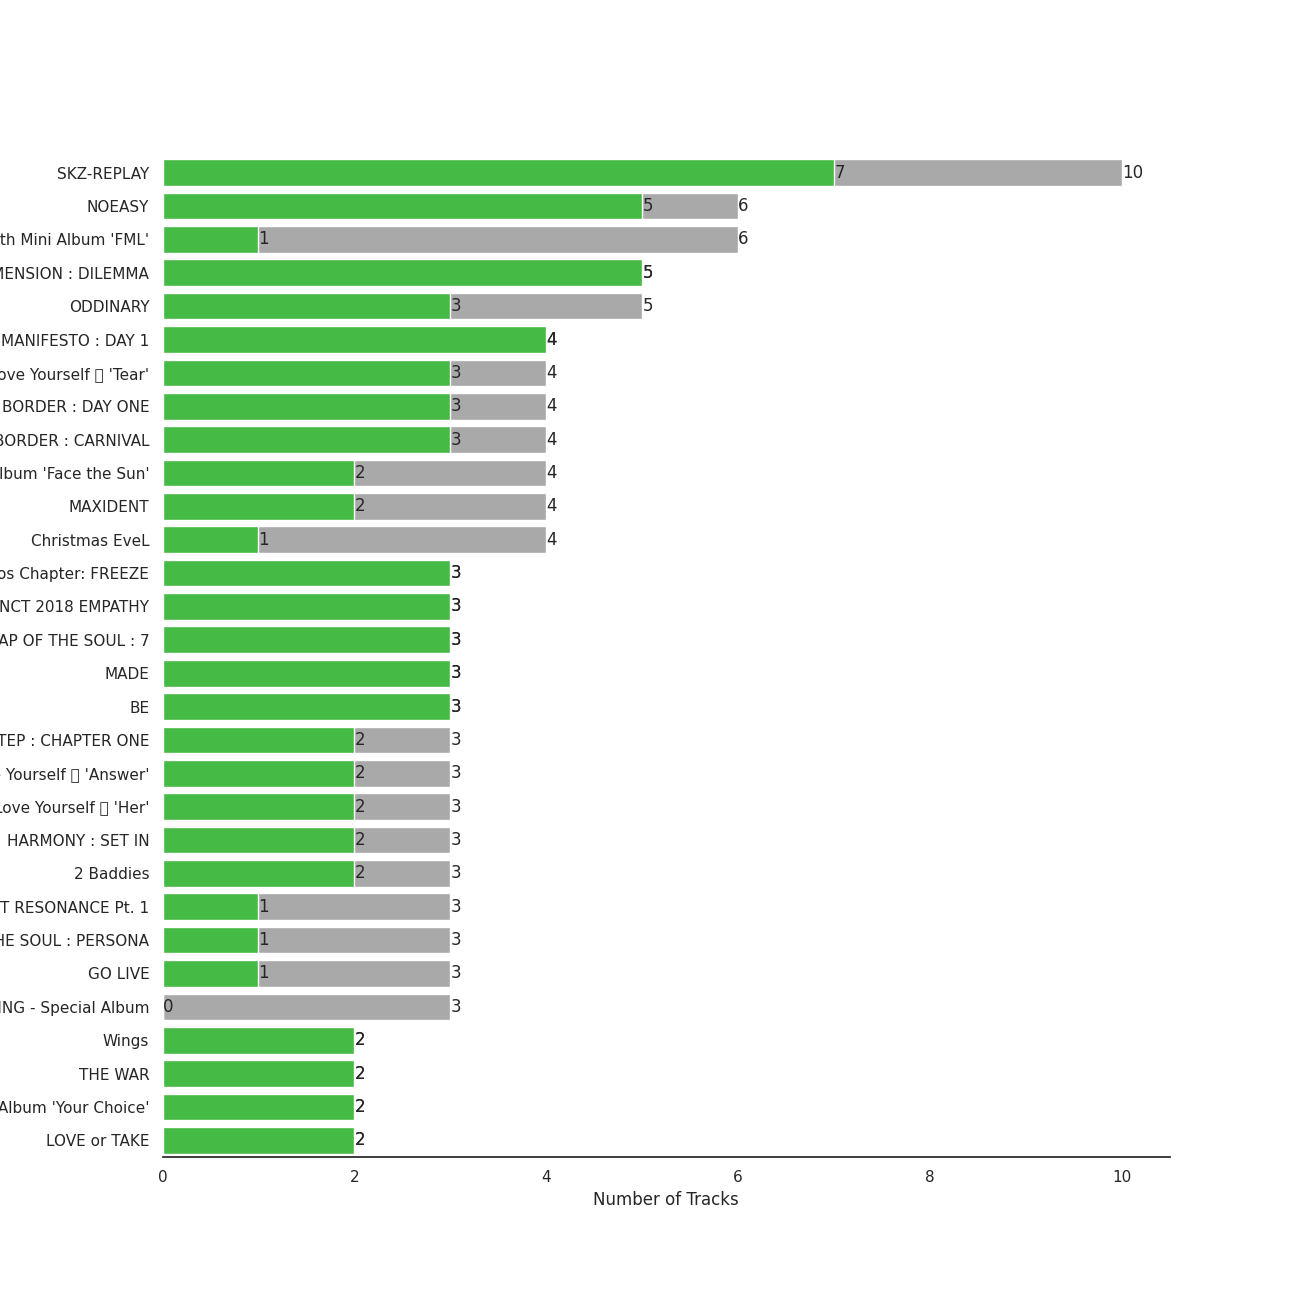 SKZ-REPLAY 7 10
NOEASY 5 6
th Mini Album 'FML' 1 6
MENSION : DILEMMA 5
ODDINARY 3 5
MANIFESTO : DAY 1 4
ove Yourself 'Tear' 3 4
BORDER : DAY ONE 3 4
BORDER : CARNIVAL 3 4
lbum 'Face the Sun' 2 4
MAXIDENT 2 4
Christmas EveL 1 4
os Chapter: FREEZE 3
NCT 2018 EMPATHY 3
AP OF THE SOUL : 7 3
MADE 3
BE 3
TEP : CHAPTER ONE 2 3
Yourself 'Answer' 2 3
Love Yourself 'Her' 2 3
HARMONY : SET IN 2 3
2 Baddies 2 3
T RESONANCE Pt. 1 1 3
HE SOUL : PERSONA 1 3
GO LIVE 1 3
ING - Special Album 0 3
Wings 2
THE WAR 2
Album 'Your Choice' 2
LOVE or TAKE 2
0 2 4 6 8 10
Number of Tracks